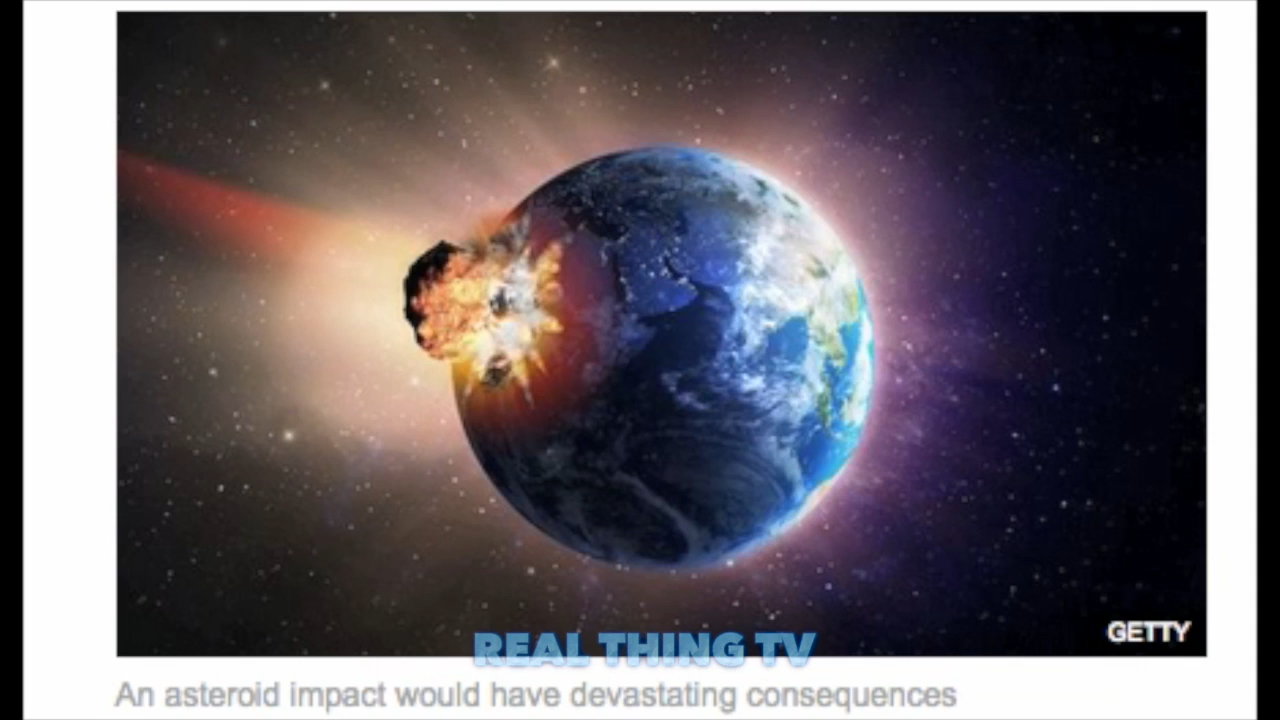 GETTY
REAL THING TV
An asteroid impact would have devastating consequences